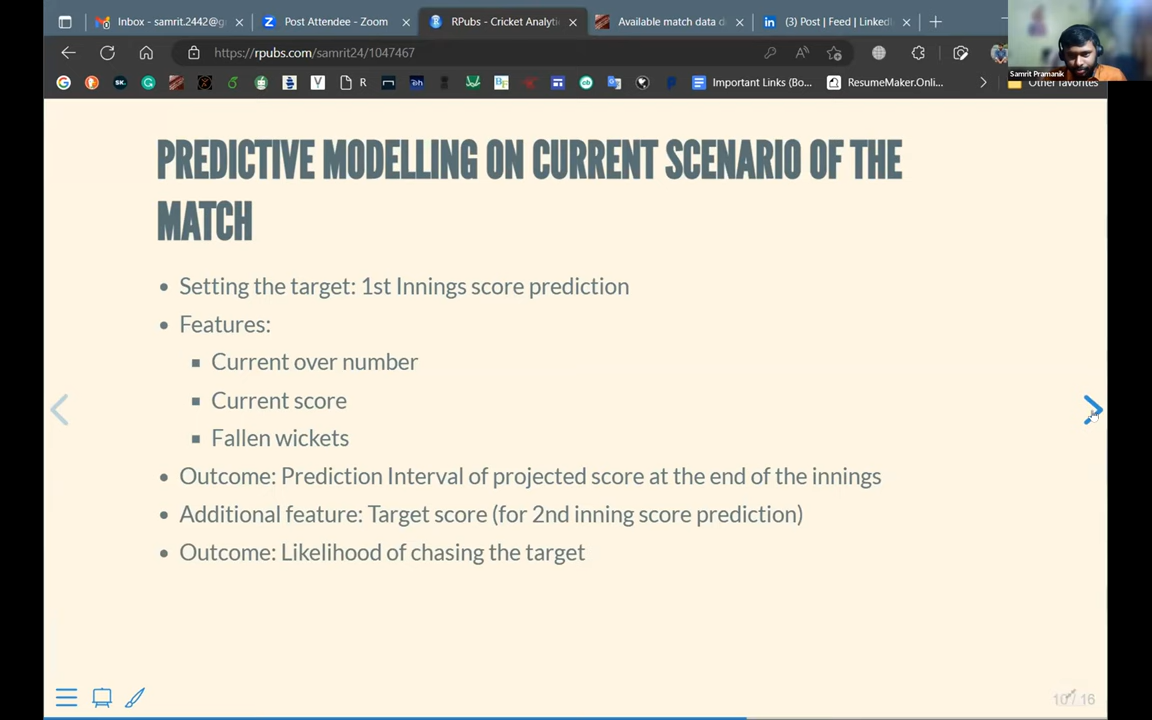 Inbox - samrit.2442@g
Post Attendee - Zoom
RPubs - Cricket Analyti
Available match data d
(3) Post | Feed | LinkedI
https://rpubs.com/samrit24/1047467
R
Important Links (Bo...
ResumeMaker.Onli...
Other favorites
Samrit Pramanik
PREDICTIVE MODELLING ON CURRENT SCENARIO OF THE
MATCH
• Setting the target: 1st Innings score prediction
• Features:
▪ Current over number
▪ Current score
▪ Fallen wickets
• Outcome: Prediction Interval of projected score at the end of the innings
• Additional feature: Target score (for 2nd inning score prediction)
• Outcome: Likelihood of chasing the target
10 / 16